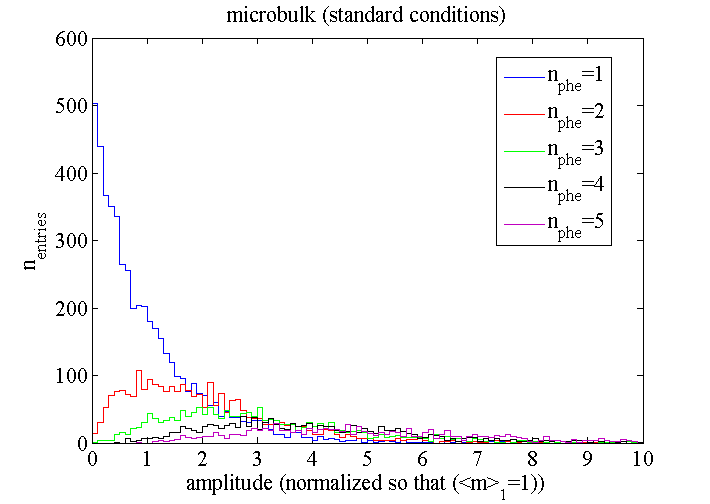 microbulk (standard conditions)
600
500
400
300
200
100
0
n_entries
n_phe=1
n_phe=2
n_phe=3
n_phe=4
n_phe=5
0 1 2 3 4 5 6 7 8 9 10
amplitude (normalized so that (<m>_1=1))